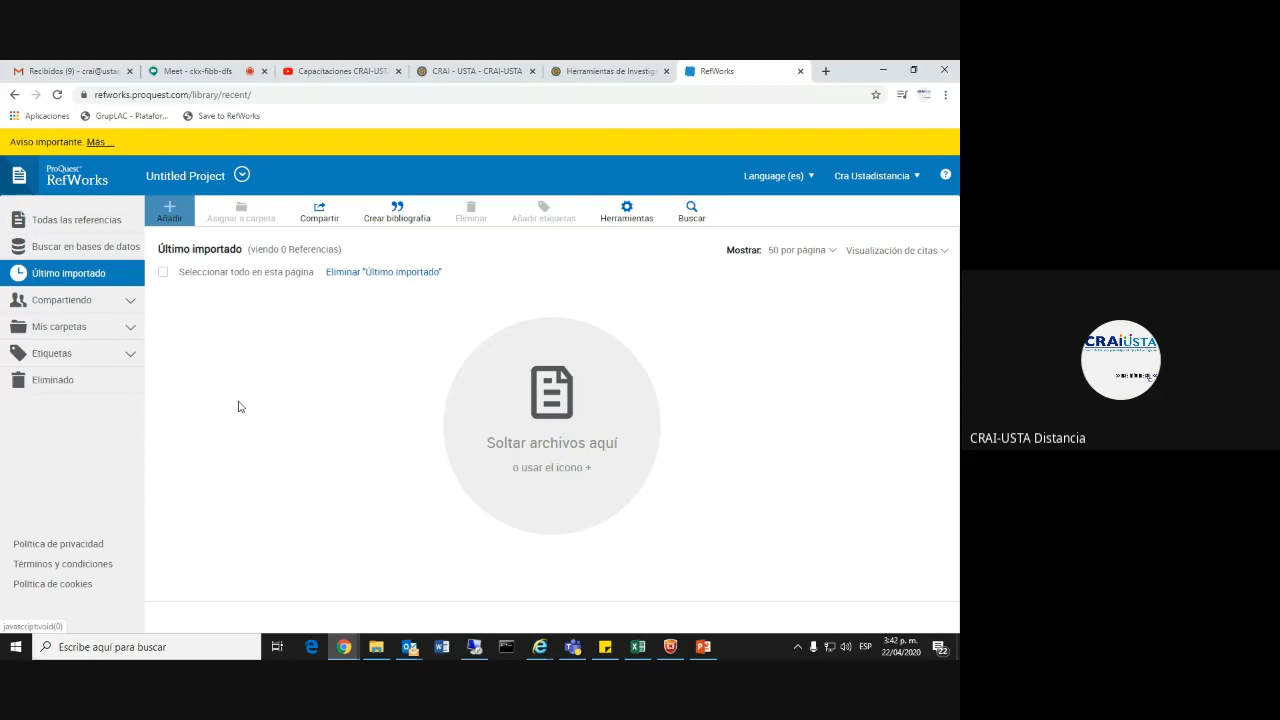 Recibidos (9) - crai@usta
Meet - ckx-fibb-dfs
Capacitaciones CRAI-UST
CRAI - USTA - CRAI-USTA
Herramientas de Investiga
RefWorks
refworks.proquest.com/library/recent/
Aplicaciones
GrupLAC - Platafor...
Save to RefWorks
Aviso importante. Más ...
ProQuest
RefWorks
Untitled Project
Language (es)
Cra Ustadistancia
Todas las referencias
Buscar en bases de datos
Último importado
Compartiendo
Mis carpetas
Etiquetas
Eliminado
Política de privacidad
Términos y condiciones
Política de cookies
javascript:void(0)
Añadir
Asignar a carpeta
Compartir
Crear bibliografía
Eliminar
Añadir etiquetas
Herramientas
Buscar
Último importado (viendo 0 Referencias)
Mostrar: 50 por página
Visualización de citas
Seleccionar todo en esta página
Eliminar "Último importado"
Soltar archivos aquí
o usar el icono +
Escribe aquí para buscar
ESP
3:42 p. m.
22/04/2020
22
CRAIUSTA
CRAI-USTA Distancia